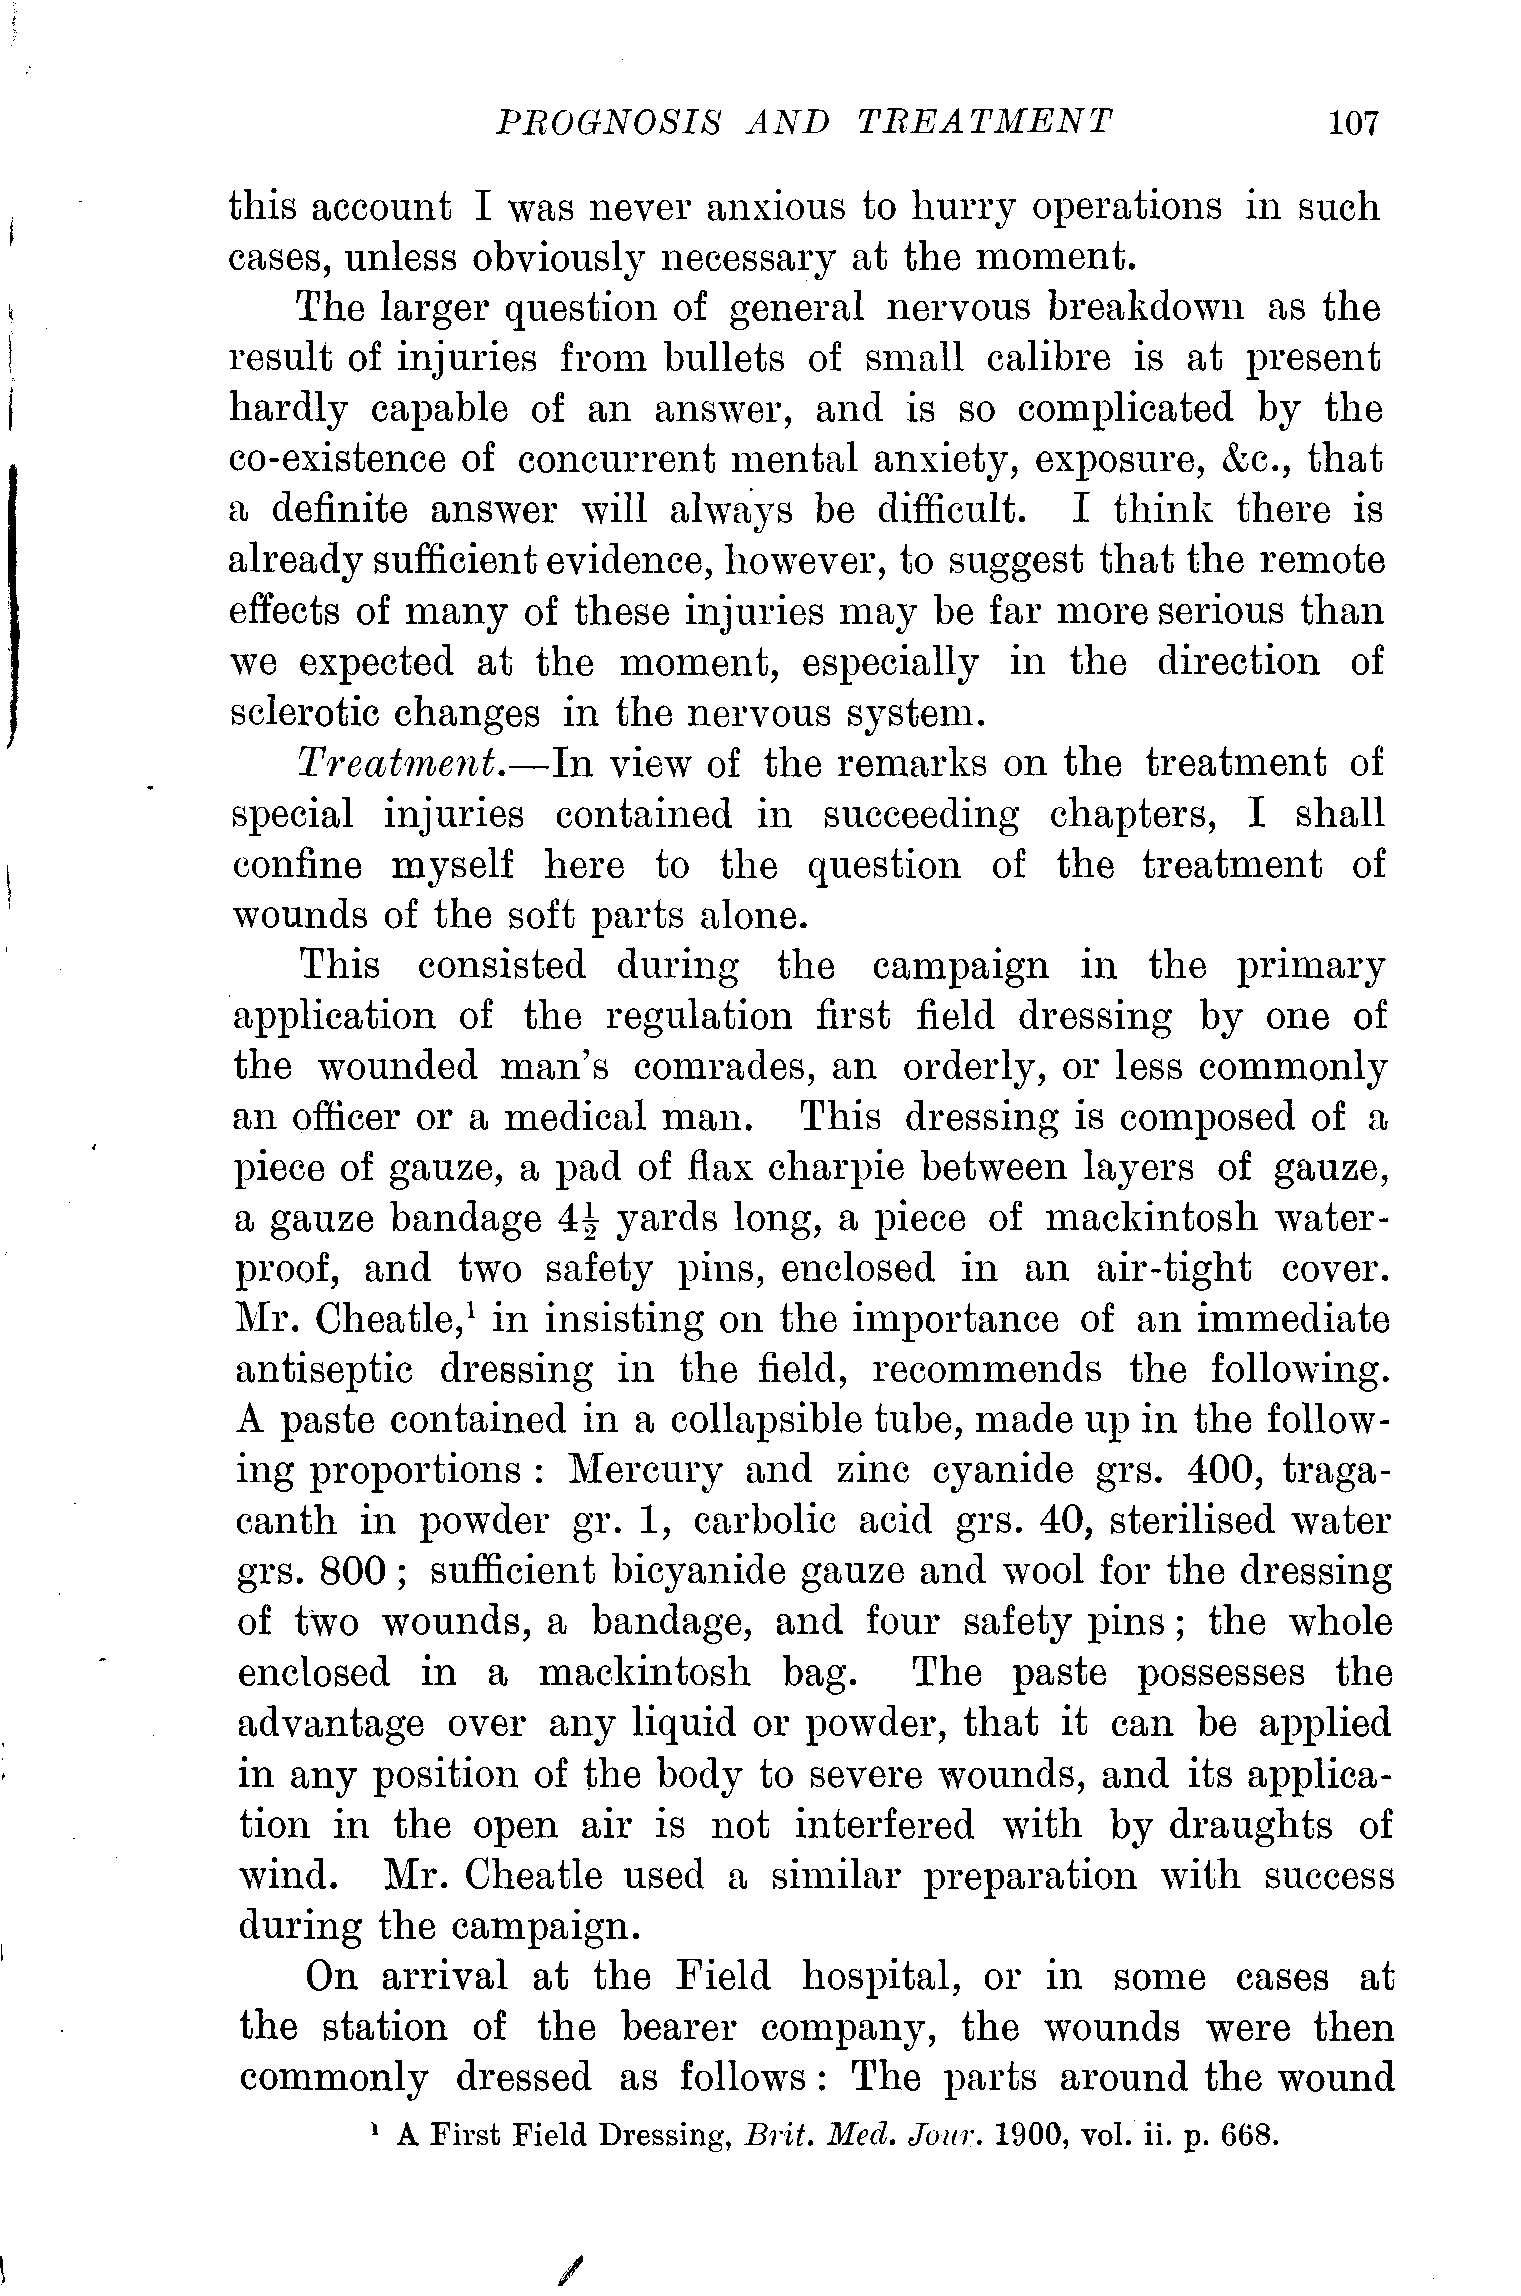 PROGNOSIS AND TREATMENT 107
this account I was never anxious to hurry operations in such
cases, unless obviously necessary at the moment.
The larger question of general nervous breakdown as the
result of injuries from bullets of small calibre is at present
hardly capable of an answer, and is so complicated by the
co-existence of concurrent mental anxiety, exposure, &c., that
a definite answer will always be difficult. I think there is
already sufficient evidence, however, to suggest that the remote
effects of many of these injuries may be far more serious than
we expected at the moment, especially in the direction of
sclerotic changes in the nervous system.
Treatment.—In view of the remarks on the treatment of
special injuries contained in succeeding chapters, I shall
confine myself here to the question of the treatment of
wounds of the soft parts alone.
This consisted during the campaign in the primary
application of the regulation first field dressing by one of
the wounded man's comrades, an orderly, or less commonly
an officer or a medical man. This dressing is composed of a
piece of gauze, a pad of flax charpie between layers of gauze,
a gauze bandage 4½ yards long, a piece of mackintosh water-
proof, and two safety pins, enclosed in an air-tight cover.
Mr. Cheatle,¹ in insisting on the importance of an immediate
antiseptic dressing in the field, recommends the following.
A paste contained in a collapsible tube, made up in the follow-
ing proportions : Mercury and zinc cyanide grs. 400, traga-
canth in powder gr. 1, carbolic acid grs. 40, sterilised water
grs. 800 ; sufficient bicyanide gauze and wool for the dressing
of two wounds, a bandage, and four safety pins ; the whole
enclosed in a mackintosh bag. The paste possesses the
advantage over any liquid or powder, that it can be applied
in any position of the body to severe wounds, and its applica-
tion in the open air is not interfered with by draughts of
wind. Mr. Cheatle used a similar preparation with success
during the campaign.
On arrival at the Field hospital, or in some cases at
the station of the bearer company, the wounds were then
commonly dressed as follows : The parts around the wound
¹ A First Field Dressing, Brit. Med. Jour. 1900, vol. ii. p. 668.